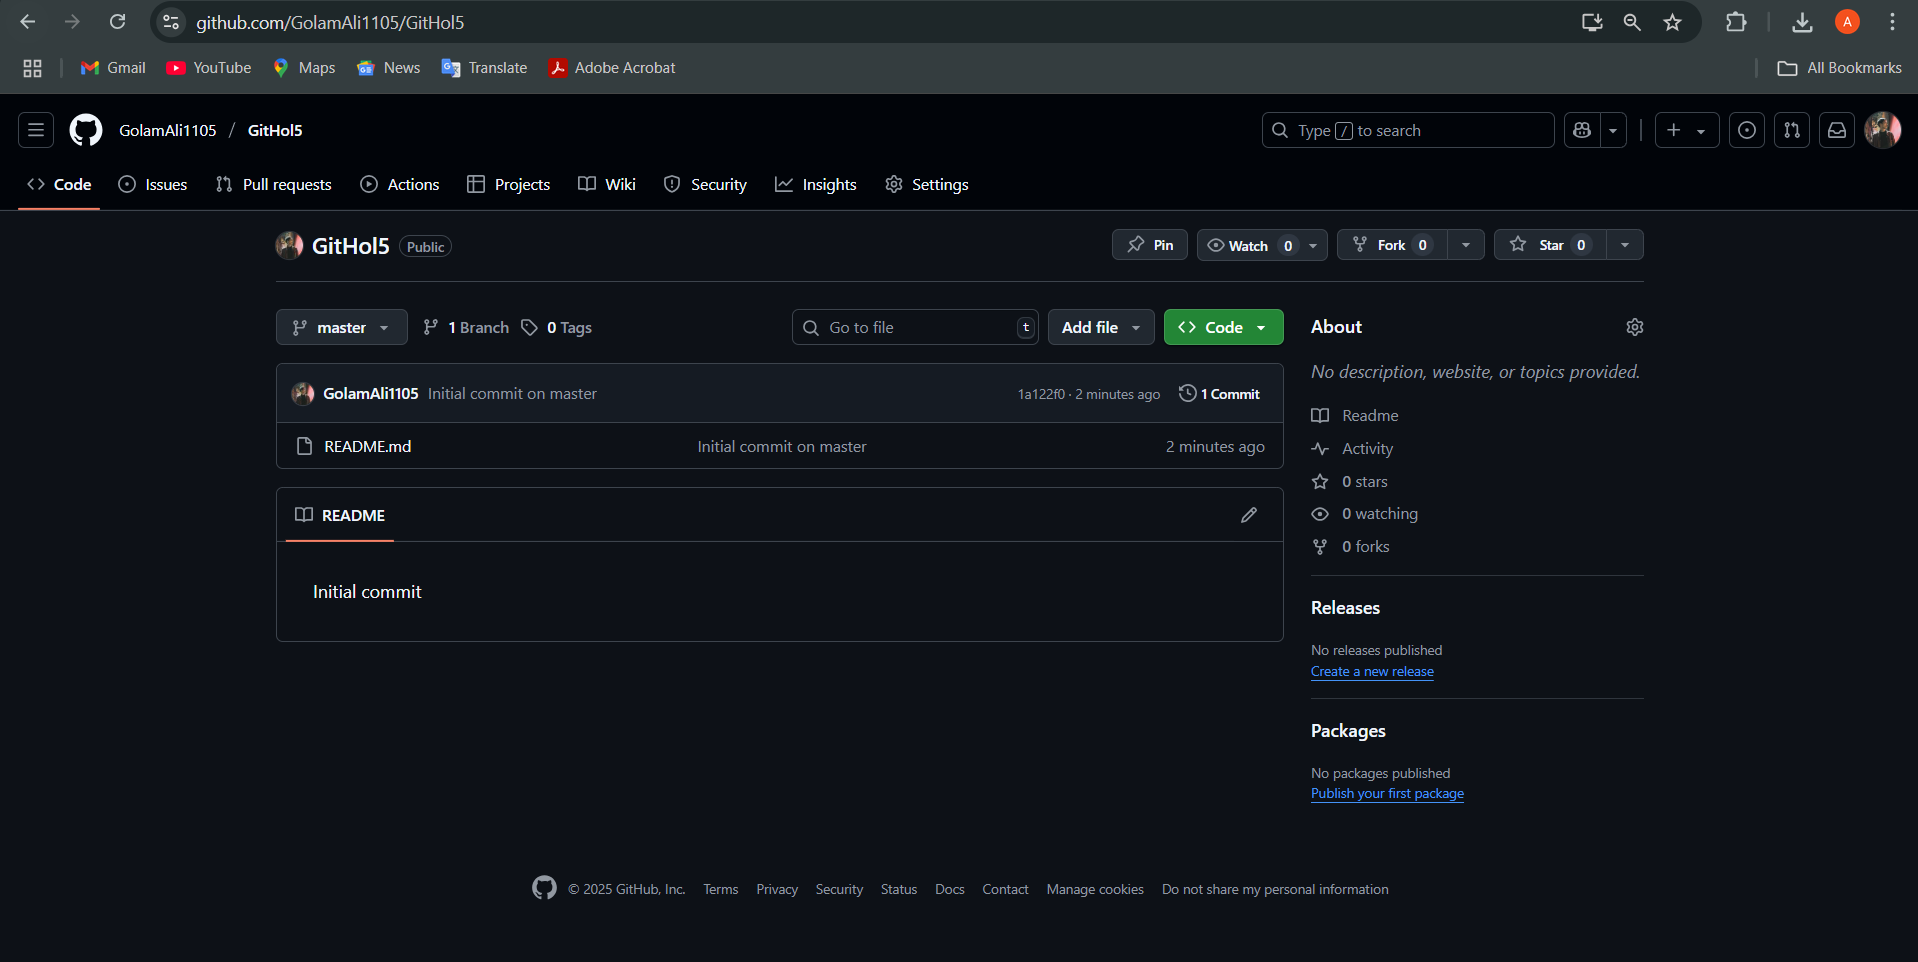 github.com/GolamAli1105/GitHol5
A
Gmail YouTube Maps News Translate Adobe Acrobat All Bookmarks
GolamAli1105 / GitHol5 Type / to search
Code Issues Pull requests Actions Projects Wiki Security Insights Settings
GitHol5 Public Pin Watch 0 Fork 0 Star 0
master 1 Branch 0 Tags Go to file t Add file Code
GolamAli1105 Initial commit on master 1a122f0 · 2 minutes ago 1 Commit
README.md Initial commit on master 2 minutes ago
README
Initial commit
About
No description, website, or topics provided.
Readme
Activity
0 stars
0 watching
0 forks
Releases
No releases published
Create a new release
Packages
No packages published
Publish your first package
© 2025 GitHub, Inc. Terms Privacy Security Status Docs Contact Manage cookies Do not share my personal information